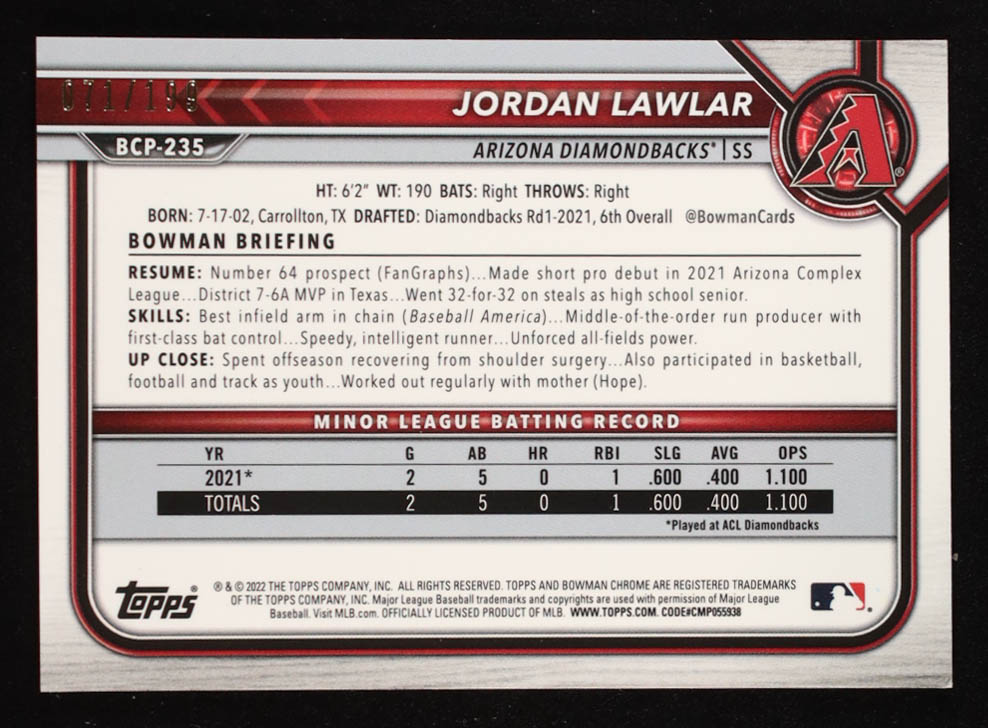 071/199
JORDAN LAWLAR
BCP-235
ARIZONA DIAMONDBACKS® | SS
HT: 6'2" WT: 190 BATS: Right THROWS: Right
BORN: 7-17-02, Carrollton, TX DRAFTED: Diamondbacks Rd1-2021, 6th Overall @BowmanCards
BOWMAN BRIEFING
RESUME: Number 64 prospect (FanGraphs)...Made short pro debut in 2021 Arizona Complex
League...District 7-6A MVP in Texas...Went 32-for-32 on steals as high school senior.
SKILLS: Best infield arm in chain (Baseball America)...Middle-of-the-order run producer with
first-class bat control...Speedy, intelligent runner...Unforced all-fields power.
UP CLOSE: Spent offseason recovering from shoulder surgery...Also participated in basketball,
football and track as youth...Worked out regularly with mother (Hope).
MINOR LEAGUE BATTING RECORD
YR G AB HR RBI SLG AVG OPS
2021* 2 5 0 1 .600 .400 1.100
TOTALS 2 5 0 1 .600 .400 1.100
*Played at ACL Diamondbacks
Topps®
® & © 2022 THE TOPPS COMPANY, INC. ALL RIGHTS RESERVED. TOPPS AND BOWMAN CHROME ARE REGISTERED TRADEMARKS
OF THE TOPPS COMPANY, INC. Major League Baseball trademarks and copyrights are used with permission of Major League
Baseball. Visit MLB.com. OFFICIALLY LICENSED PRODUCT OF MLB. WWW.TOPPS.COM. CODE#CMP055938